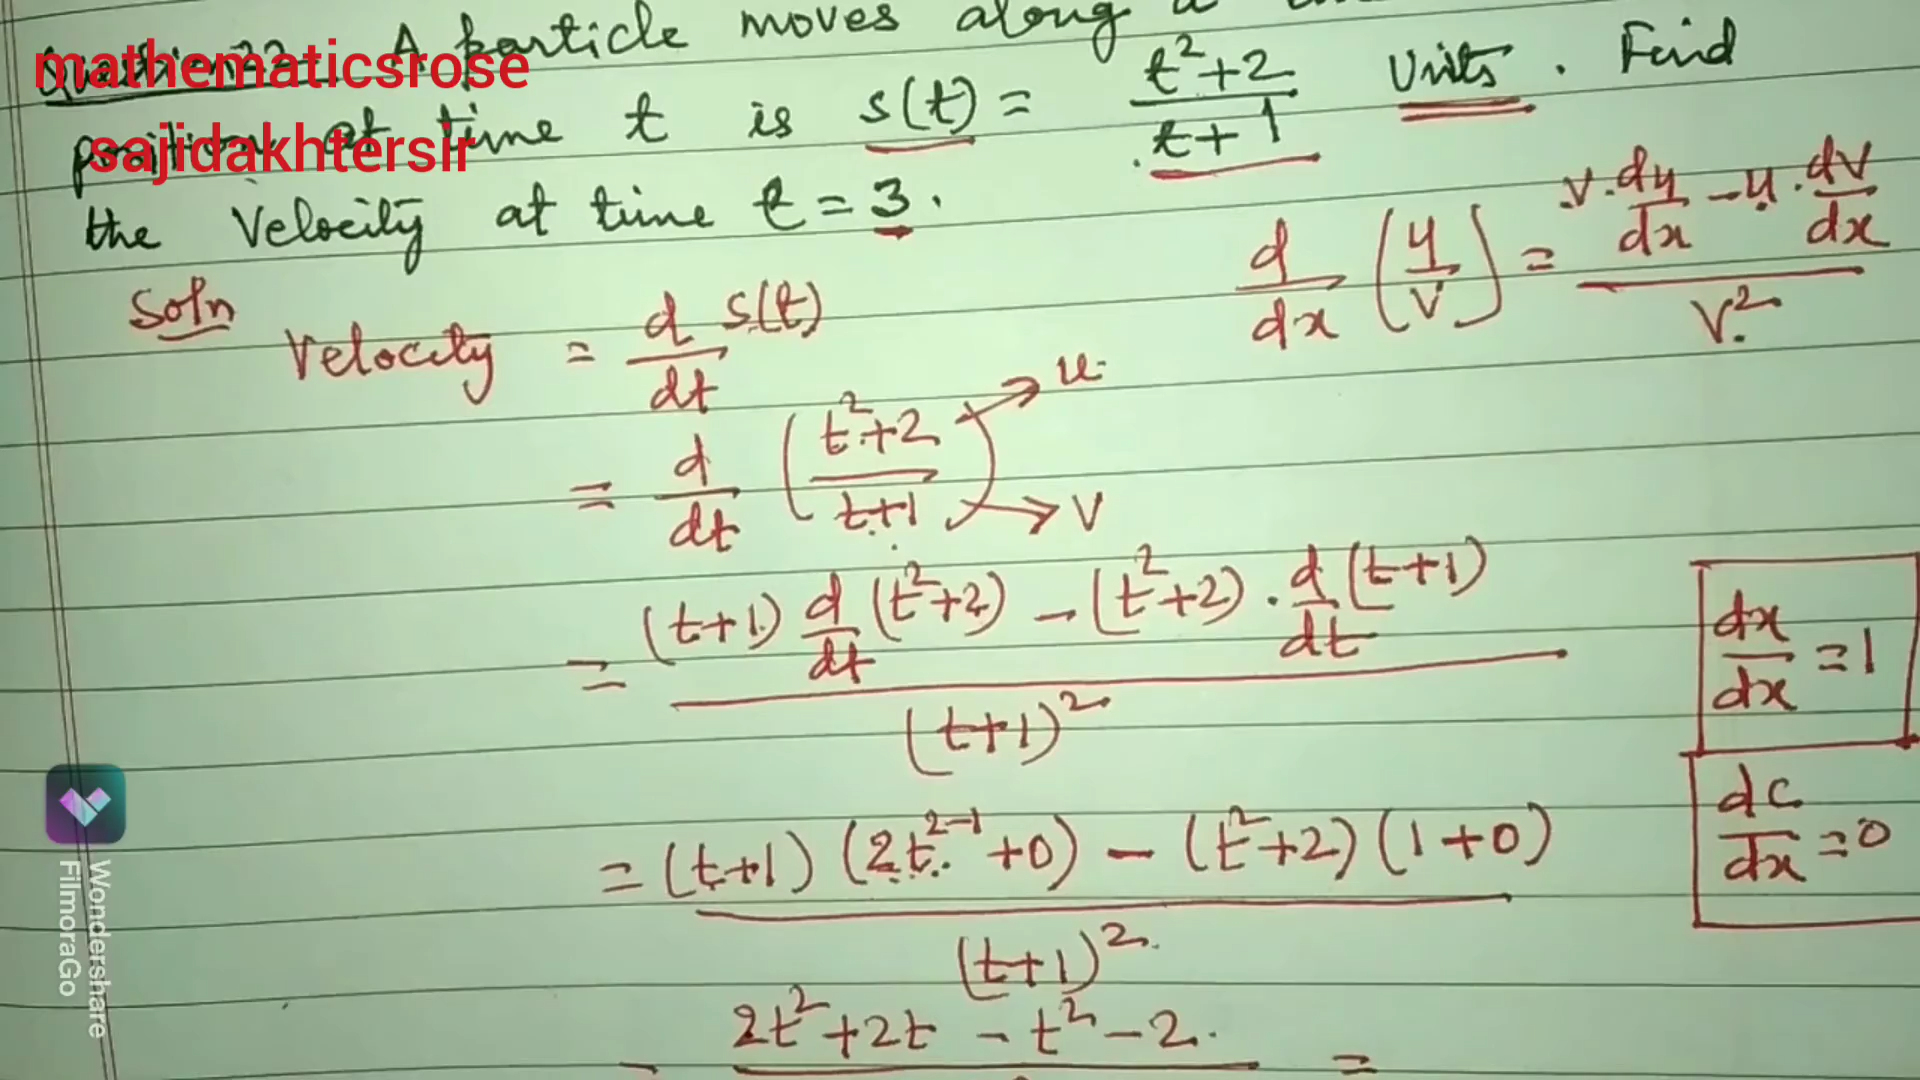 A particle moves along a
mathematicsrose
position at time t is s(t) = (t²+2)/(t+1) Units. Find
sajidakhtersir
the Velocity at time t = 3.
d/dx (u/v) = (v.du/dx - u.dv/dx)/v²
Soln
Velocity = d/dt s(t)
= d/dt ((t²+2)/(t+1)) → u → v
= ((t+1) d/dt (t²+2) - (t²+2) . d/dt (t+1))/(t+1)²
dx/dx = 1
= ((t+1) (2t²⁻¹ + 0) - (t²+2) (1+0))/(t+1)²
dc/dx = 0
2t² + 2t - t² - 2 =
Wondershare
FilmoraGo